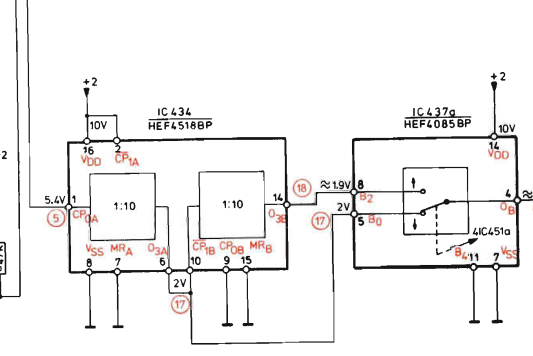 +2
+2
IC 434
HEF4518BP
IC 437a
HEF4085BP
10V
10V
16
2
14
VDD
CP1A
VDD
2
5.4V
1
1:10
1:10
14
18
≈1.9V
8
4
≈
5
CP0A
O3B
B2
OB
17
2V
B0
5
4IC451a
VSS
MRA
O3A
CP1B
CP0B
MRB
B4
VSS
8
7
6
10
9
15
11
7
2V
17